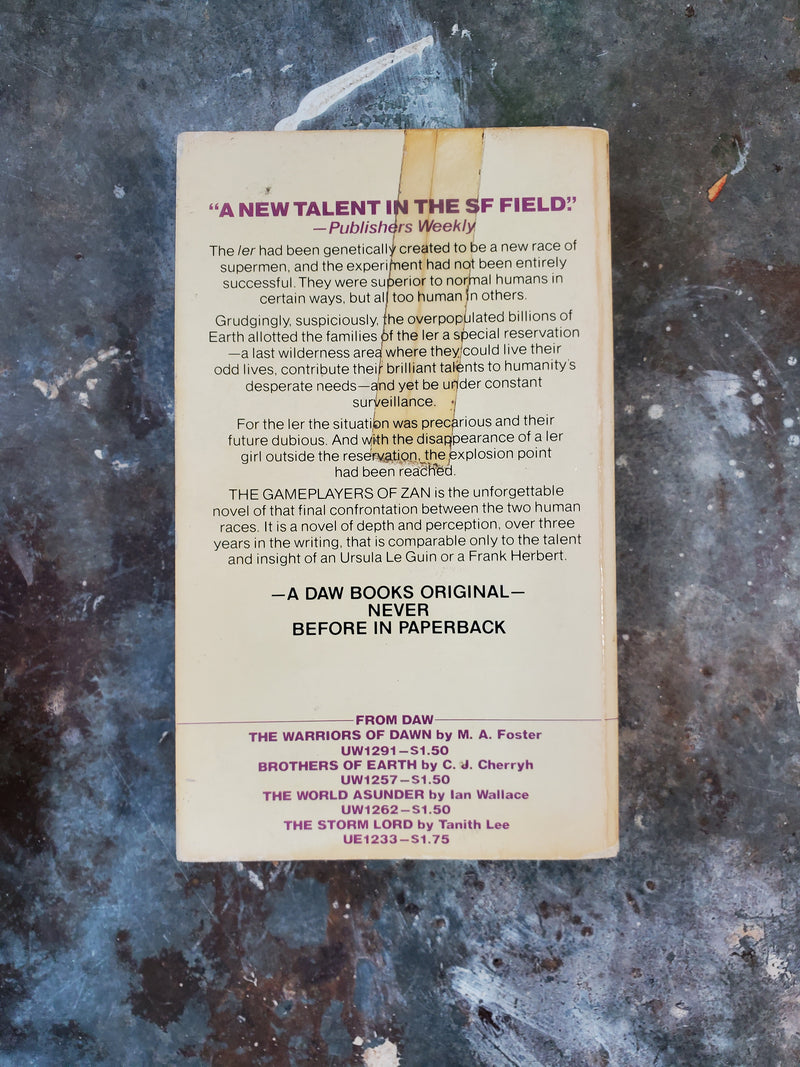 "A NEW TALENT IN THE SF FIELD."
—Publishers Weekly
The ler had been genetically created to be a new race of
supermen, and the experiment had not been entirely
successful. They were superior to normal humans in
certain ways, but all too human in others.
Grudgingly, suspiciously, the overpopulated billions of
Earth allotted the families of the ler a special reservation
—a last wilderness area where they could live their
odd lives, contribute their brilliant talents to humanity's
desperate needs—and yet be under constant
surveillance.
For the ler the situation was precarious and their
future dubious. And with the disappearance of a ler
girl outside the reservation, the explosion point
had been reached.
THE GAMEPLAYERS OF ZAN is the unforgettable
novel of that final confrontation between the two human
races. It is a novel of depth and perception, over three
years in the writing, that is comparable only to the talent
and insight of an Ursula Le Guin or a Frank Herbert.
—A DAW BOOKS ORIGINAL—
NEVER
BEFORE IN PAPERBACK
FROM DAW
THE WARRIORS OF DAWN by M. A. Foster
UW1291—$1.50
BROTHERS OF EARTH by C. J. Cherryh
UW1257—$1.50
THE WORLD ASUNDER by Ian Wallace
UW1262—$1.50
THE STORM LORD by Tanith Lee
UE1233—$1.75